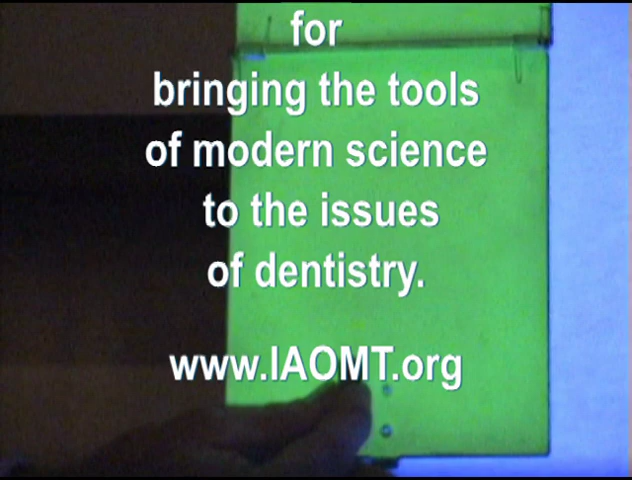 for
bringing the tools
of modern science
to the issues
of dentistry.
www.IAOMT.org